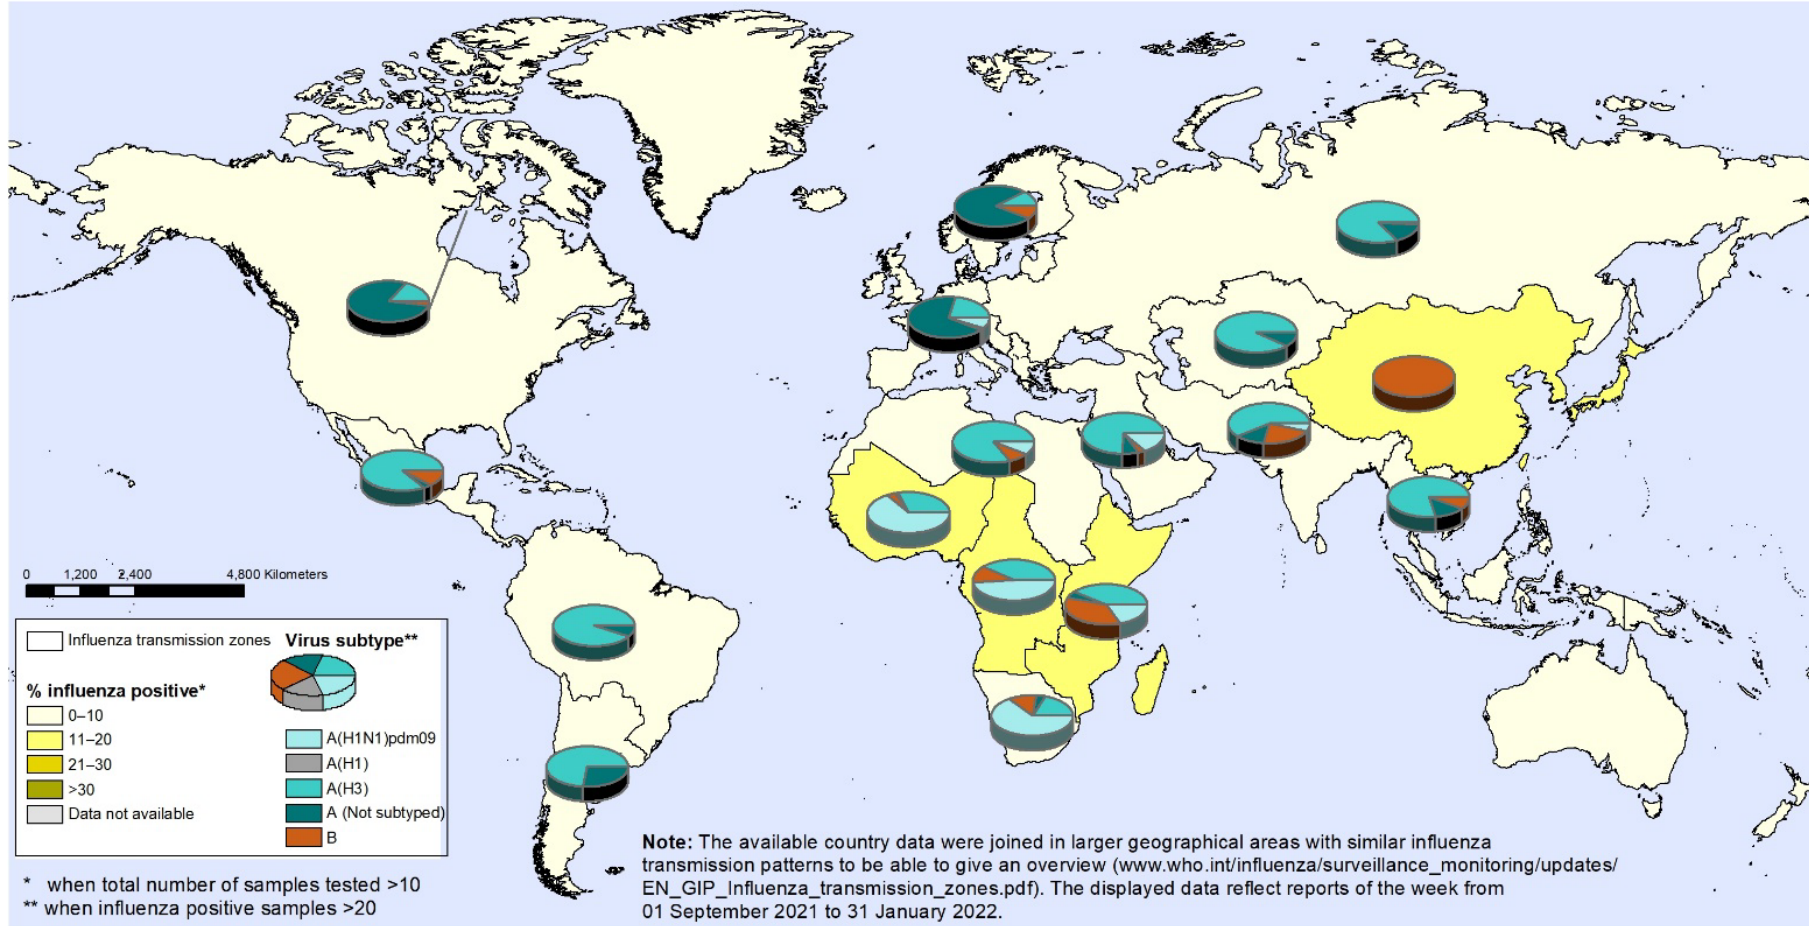 0 1,200 2,400 4,800 Kilometers
Influenza transmission zones
% influenza positive*
0–10
11–20
21–30
>30
Data not available
Virus subtype**
A(H1N1)pdm09
A(H1)
A(H3)
A (Not subtyped)
B
* when total number of samples tested >10
** when influenza positive samples >20
Note: The available country data were joined in larger geographical areas with similar influenza
transmission patterns to be able to give an overview (www.who.int/influenza/surveillance_monitoring/updates/
EN_GIP_Influenza_transmission_zones.pdf). The displayed data reflect reports of the week from
01 September 2021 to 31 January 2022.